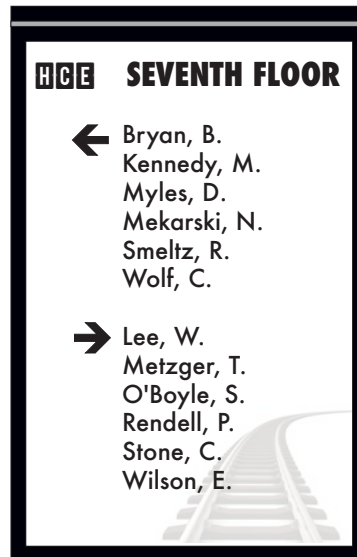 HCE SEVENTH FLOOR
Bryan, B.
Kennedy, M.
Myles, D.
Mekarski, N.
Smeltz, R.
Wolf, C.
Lee, W.
Metzger, T.
O'Boyle, S.
Rendell, P.
Stone, C.
Wilson, E.